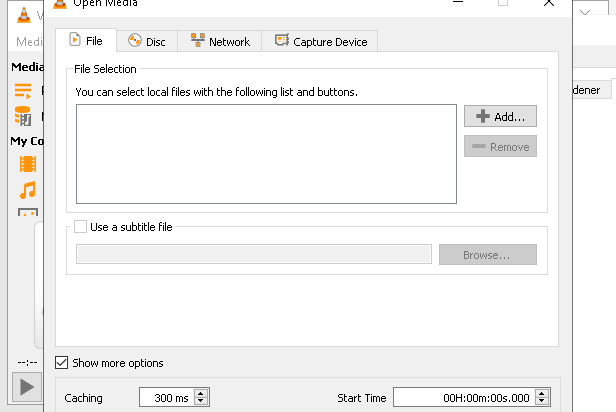 Open Media
Medi
File
Disc
Network
Capture Device
Media
File Selection
You can select local files with the following list and buttons.
dener
Add...
My Co
Remove
Use a subtitle file
Browse...
--:--
Show more options
Caching
300 ms
Start Time
00H:00m:00s.000